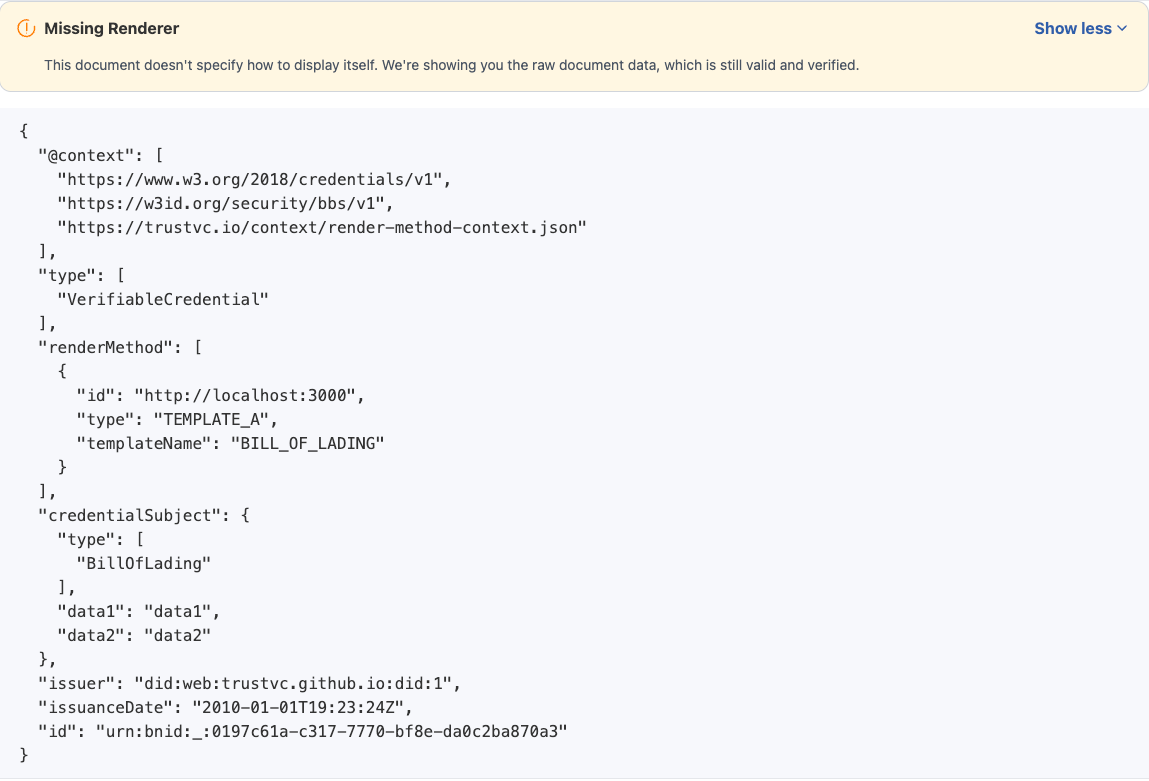 Missing Renderer
Show less
This document doesn't specify how to display itself. We're showing you the raw document data, which is still valid and verified.
{
  "@context": [
    "https://www.w3.org/2018/credentials/v1",
    "https://w3id.org/security/bbs/v1",
    "https://trustvc.io/context/render-method-context.json"
  ],
  "type": [
    "VerifiableCredential"
  ],
  "renderMethod": [
    {
      "id": "http://localhost:3000",
      "type": "TEMPLATE_A",
      "templateName": "BILL_OF_LADING"
    }
  ],
  "credentialSubject": {
    "type": [
      "BillOfLading"
    ],
    "data1": "data1",
    "data2": "data2"
  },
  "issuer": "did:web:trustvc.github.io:did:1",
  "issuanceDate": "2010-01-01T19:23:24Z",
  "id": "urn:bnid:_:0197c61a-c317-7770-bf8e-da0c2ba870a3"
}